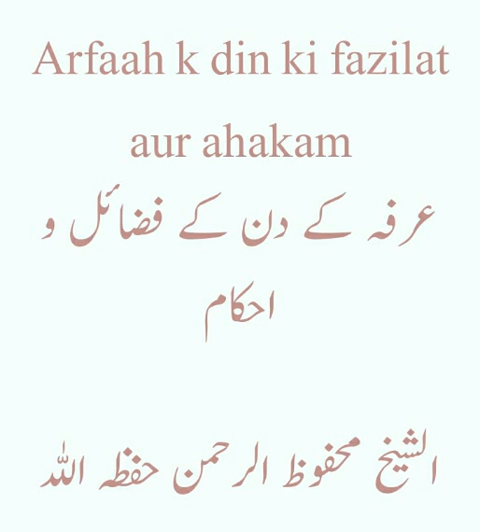 Arfaah k din ki fazilat
aur ahakam
عرفہ کے دن کے فضائل و
احکام
الشیخ محفوظ الرحمن حفظہ اللہ